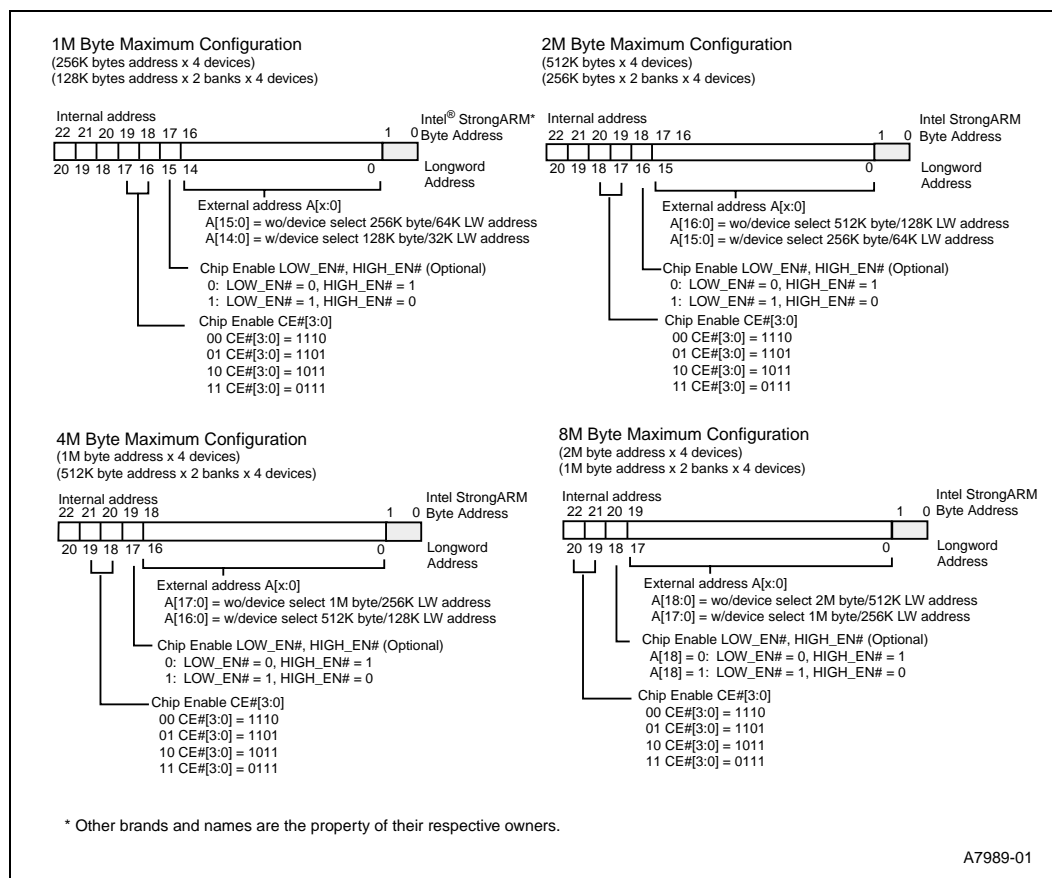 1M Byte Maximum Configuration
(256K bytes address x 4 devices)
(128K bytes address x 2 banks x 4 devices)
Internal address
22 21 20 19 18 17 16 1 0
Intel® StrongARM*
Byte Address
20 19 18 17 16 15 14 0
Longword
Address
External address A[x:0]
A[15:0] = wo/device select 256K byte/64K LW address
A[14:0] = w/device select 128K byte/32K LW address
Chip Enable LOW_EN#, HIGH_EN# (Optional)
0: LOW_EN# = 0, HIGH_EN# = 1
1: LOW_EN# = 1, HIGH_EN# = 0
Chip Enable CE#[3:0]
00 CE#[3:0] = 1110
01 CE#[3:0] = 1101
10 CE#[3:0] = 1011
11 CE#[3:0] = 0111
2M Byte Maximum Configuration
(512K bytes x 4 devices)
(256K bytes x 2 banks x 4 devices)
Internal address
22 21 20 19 18 17 16 1 0
Intel StrongARM
Byte Address
20 19 18 17 16 15 0
Longword
Address
External address A[x:0]
A[16:0] = wo/device select 512K byte/128K LW address
A[15:0] = w/device select 256K byte/64K LW address
Chip Enable LOW_EN#, HIGH_EN# (Optional)
0: LOW_EN# = 0, HIGH_EN# = 1
1: LOW_EN# = 1, HIGH_EN# = 0
Chip Enable CE#[3:0]
00 CE#[3:0] = 1110
01 CE#[3:0] = 1101
10 CE#[3:0] = 1011
11 CE#[3:0] = 0111
4M Byte Maximum Configuration
(1M byte address x 4 devices)
(512K byte address x 2 banks x 4 devices)
Internal address
22 21 20 19 18 1 0
Intel StrongARM
Byte Address
20 19 18 17 16 0
Longword
Address
External address A[x:0]
A[17:0] = wo/device select 1M byte/256K LW address
A[16:0] = w/device select 512K byte/128K LW address
Chip Enable LOW_EN#, HIGH_EN# (Optional)
0: LOW_EN# = 0, HIGH_EN# = 1
1: LOW_EN# = 1, HIGH_EN# = 0
Chip Enable CE#[3:0]
00 CE#[3:0] = 1110
01 CE#[3:0] = 1101
10 CE#[3:0] = 1011
11 CE#[3:0] = 0111
8M Byte Maximum Configuration
(2M byte address x 4 devices)
(1M byte address x 2 banks x 4 devices)
Internal address
22 21 20 19 1 0
Intel StrongARM
Byte Address
20 19 18 17 0
Longword
Address
External address A[x:0]
A[18:0] = wo/device select 2M byte/512K LW address
A[17:0] = w/device select 1M byte/256K LW address
Chip Enable LOW_EN#, HIGH_EN# (Optional)
A[18] = 0: LOW_EN# = 0, HIGH_EN# = 1
A[18] = 1: LOW_EN# = 1, HIGH_EN# = 0
Chip Enable CE#[3:0]
00 CE#[3:0] = 1110
01 CE#[3:0] = 1101
10 CE#[3:0] = 1011
11 CE#[3:0] = 0111
* Other brands and names are the property of their respective owners.
A7989-01